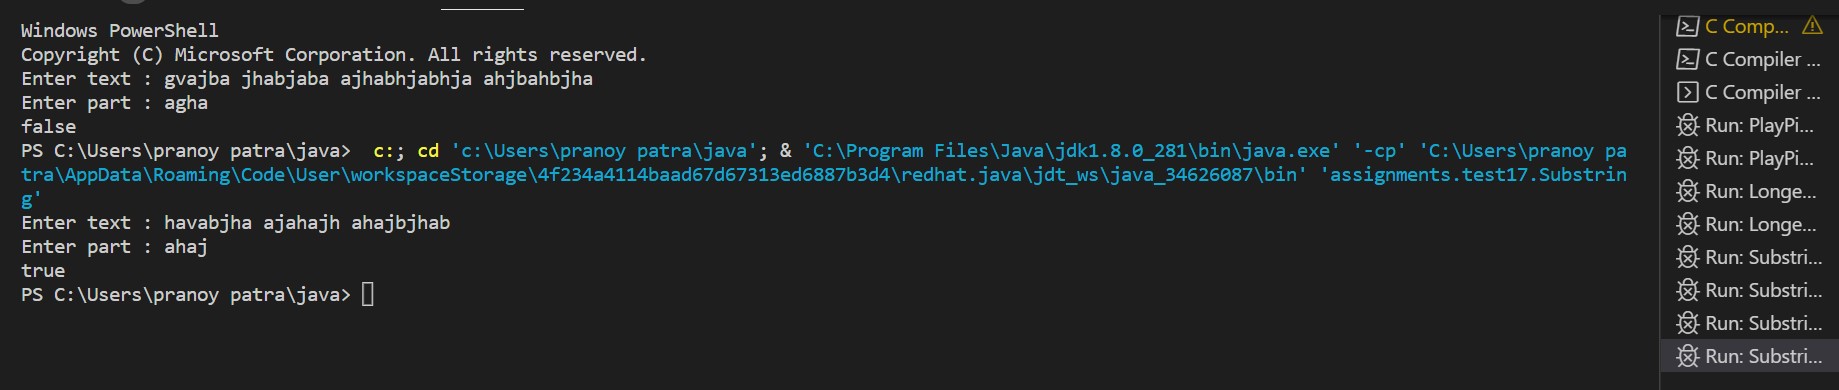 Windows PowerShell
Copyright (C) Microsoft Corporation. All rights reserved.
Enter text : gvajba jhabjaba ajhabhjabhja ahjbahbjha
Enter part : agha
false
PS C:\Users\pranoy patra\java>  c:; cd 'c:\Users\pranoy patra\java'; & 'C:\Program Files\Java\jdk1.8.0_281\bin\java.exe' '-cp' 'C:\Users\pranoy pa
tra\AppData\Roaming\Code\User\workspaceStorage\4f234a4114baad67d67313ed6887b3d4\redhat.java\jdt_ws\java_34626087\bin' 'assignments.test17.Substrin
g'
Enter text : havabjha ajahajh ahajbjhab
Enter part : ahaj
true
PS C:\Users\pranoy patra\java>
C Comp...
C Compiler ...
C Compiler ...
Run: PlayPi...
Run: PlayPi...
Run: Longe...
Run: Longe...
Run: Substri...
Run: Substri...
Run: Substri...
Run: Substri...